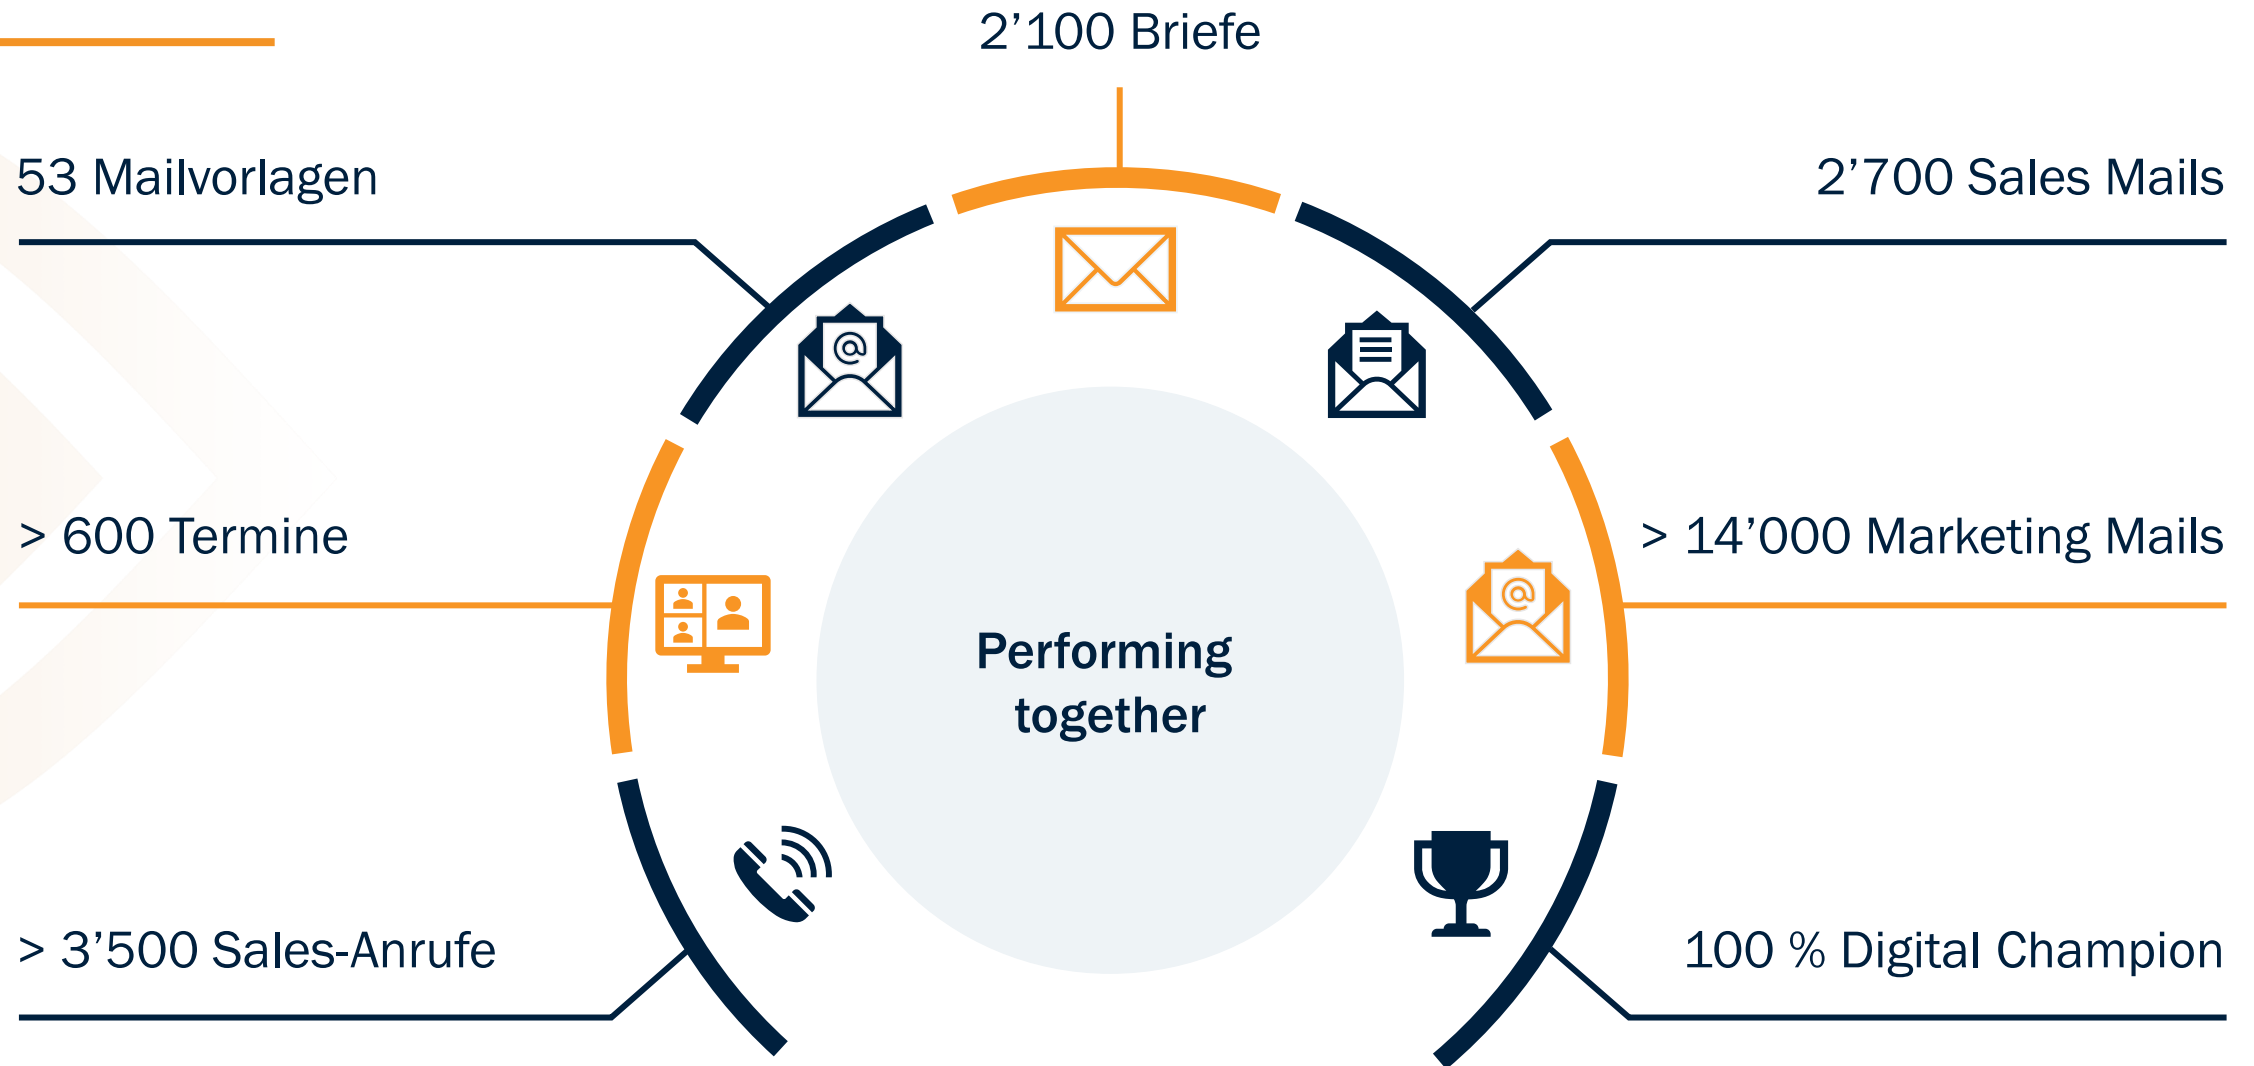 2’100 Briefe
53 Mailvorlagen
2’700 Sales Mails
> 600 Termine
> 14’000 Marketing Mails
Performing
together
> 3’500 Sales-Anrufe
100 % Digital Champion